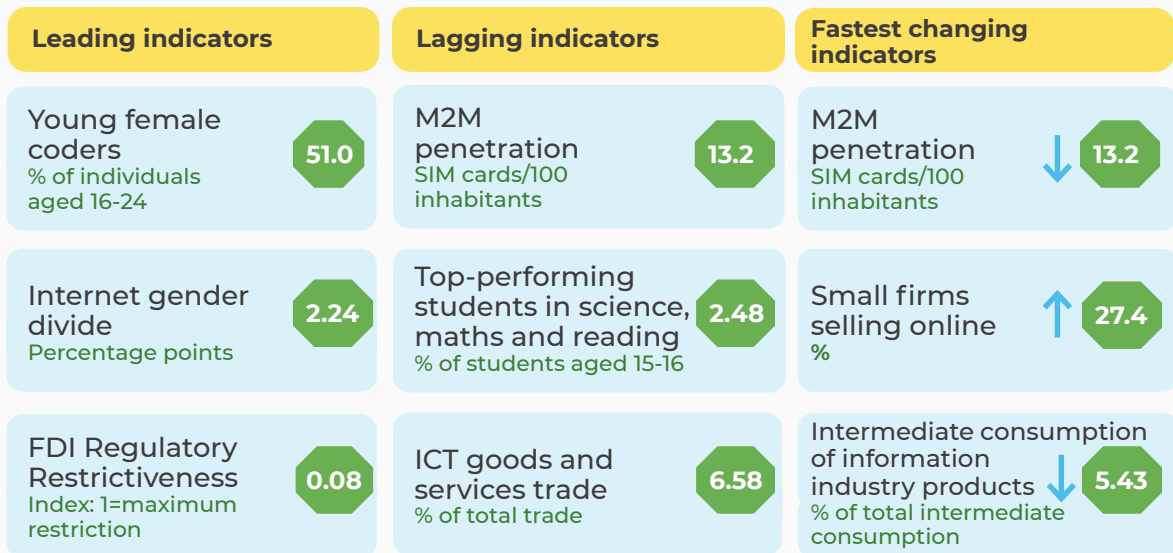 Leading indicators
Young female
coders
% of individuals
aged 16-24
51.0
Internet gender
divide
Percentage points
2.24
FDI Regulatory
Restrictiveness
Index: 1=maximum
restriction
0.08
Lagging indicators
M2M
penetration
SIM cards/100
inhabitants
13.2
Top-performing
students in science,
maths and reading
% of students aged 15-16
2.48
ICT goods and
services trade
% of total trade
6.58
Fastest changing
indicators
M2M
penetration
SIM cards/100
inhabitants
13.2
Small firms
selling online
%
27.4
Intermediate consumption
of information
industry products
% of total intermediate
consumption
5.43